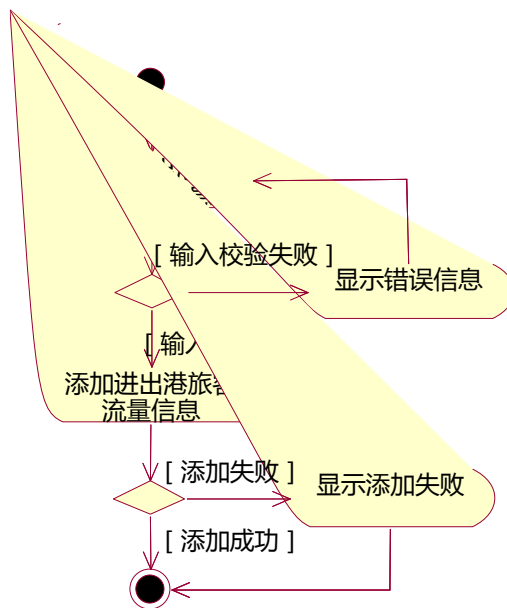 [ 输入校验失败 ]
显示错误信息
[ 输入
添加进出港旅客
流量信息
[ 添加失败 ]
显示添加失败
[ 添加成功 ]